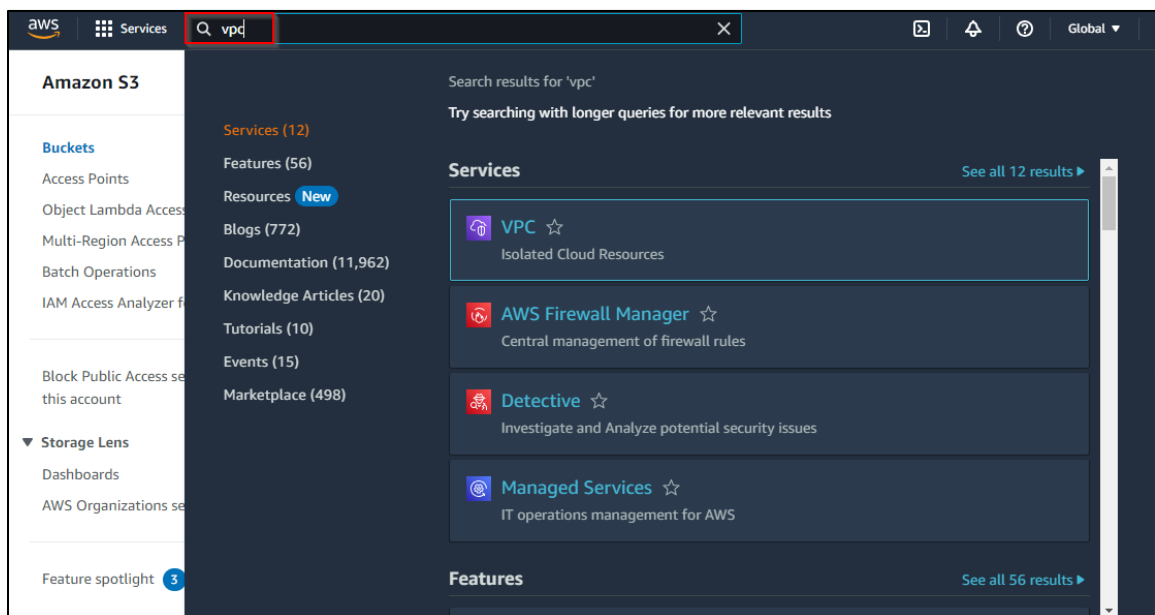 aws
Services
vpc
Global
Amazon S3
Buckets
Access Points
Object Lambda Access
Multi-Region Access P
Batch Operations
IAM Access Analyzer f
Block Public Access se
this account
Storage Lens
Dashboards
AWS Organizations se
Feature spotlight 3
Services (12)
Features (56)
Resources New
Blogs (772)
Documentation (11,962)
Knowledge Articles (20)
Tutorials (10)
Events (15)
Marketplace (498)
Search results for 'vpc'
Try searching with longer queries for more relevant results
Services
See all 12 results
VPC
Isolated Cloud Resources
AWS Firewall Manager
Central management of firewall rules
Detective
Investigate and Analyze potential security issues
Managed Services
IT operations management for AWS
Features
See all 56 results